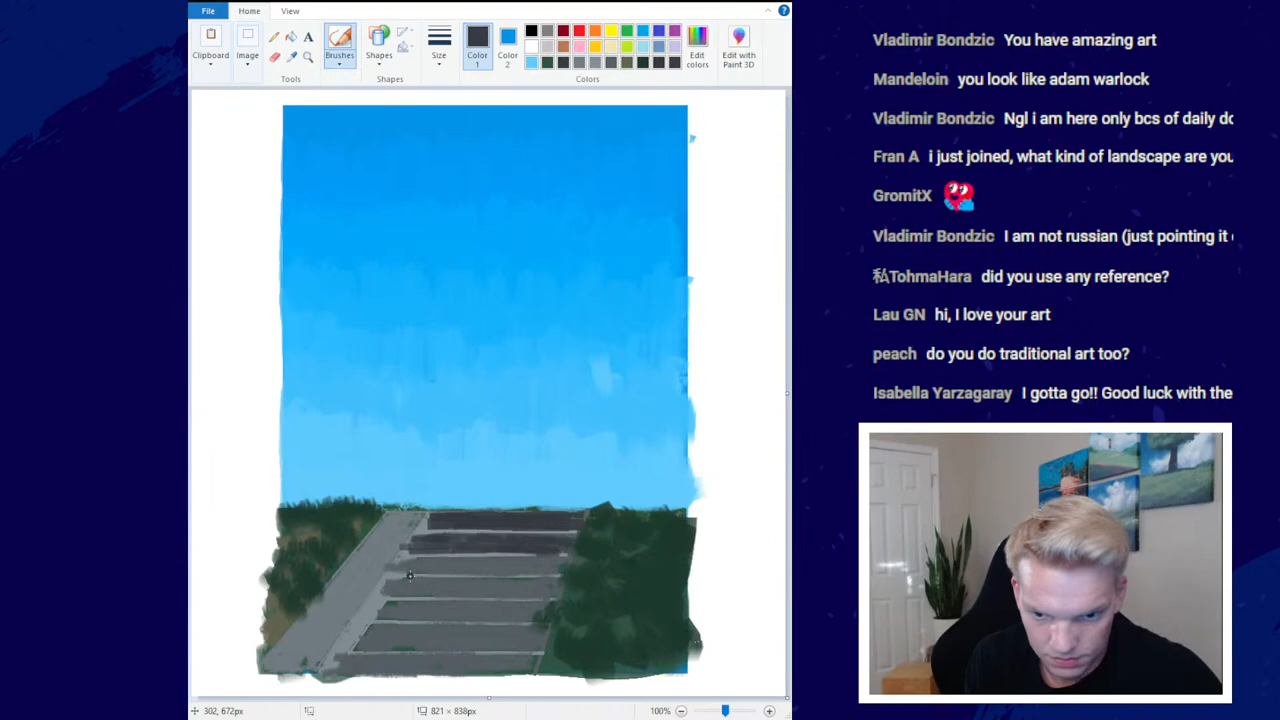 File
Home
View
Clipboard
Image
A
Tools
Brushes
Shapes
Shapes
Size
Color 1
Color 2
Edit colors
Colors
Edit with Paint 3D
302, 672px
821 × 838px
100%
Vladimir Bondzic You have amazing art
Mandeloin you look like adam warlock
Vladimir Bondzic Ngl i am here only bcs of daily do
Fran A i just joined, what kind of landscape are you
GromitX
Vladimir Bondzic I am not russian (just pointing it
私TohmaHara did you use any reference?
Lau GN hi, I love your art
peach do you do traditional art too?
Isabella Yarzagaray I gotta go!! Good luck with the